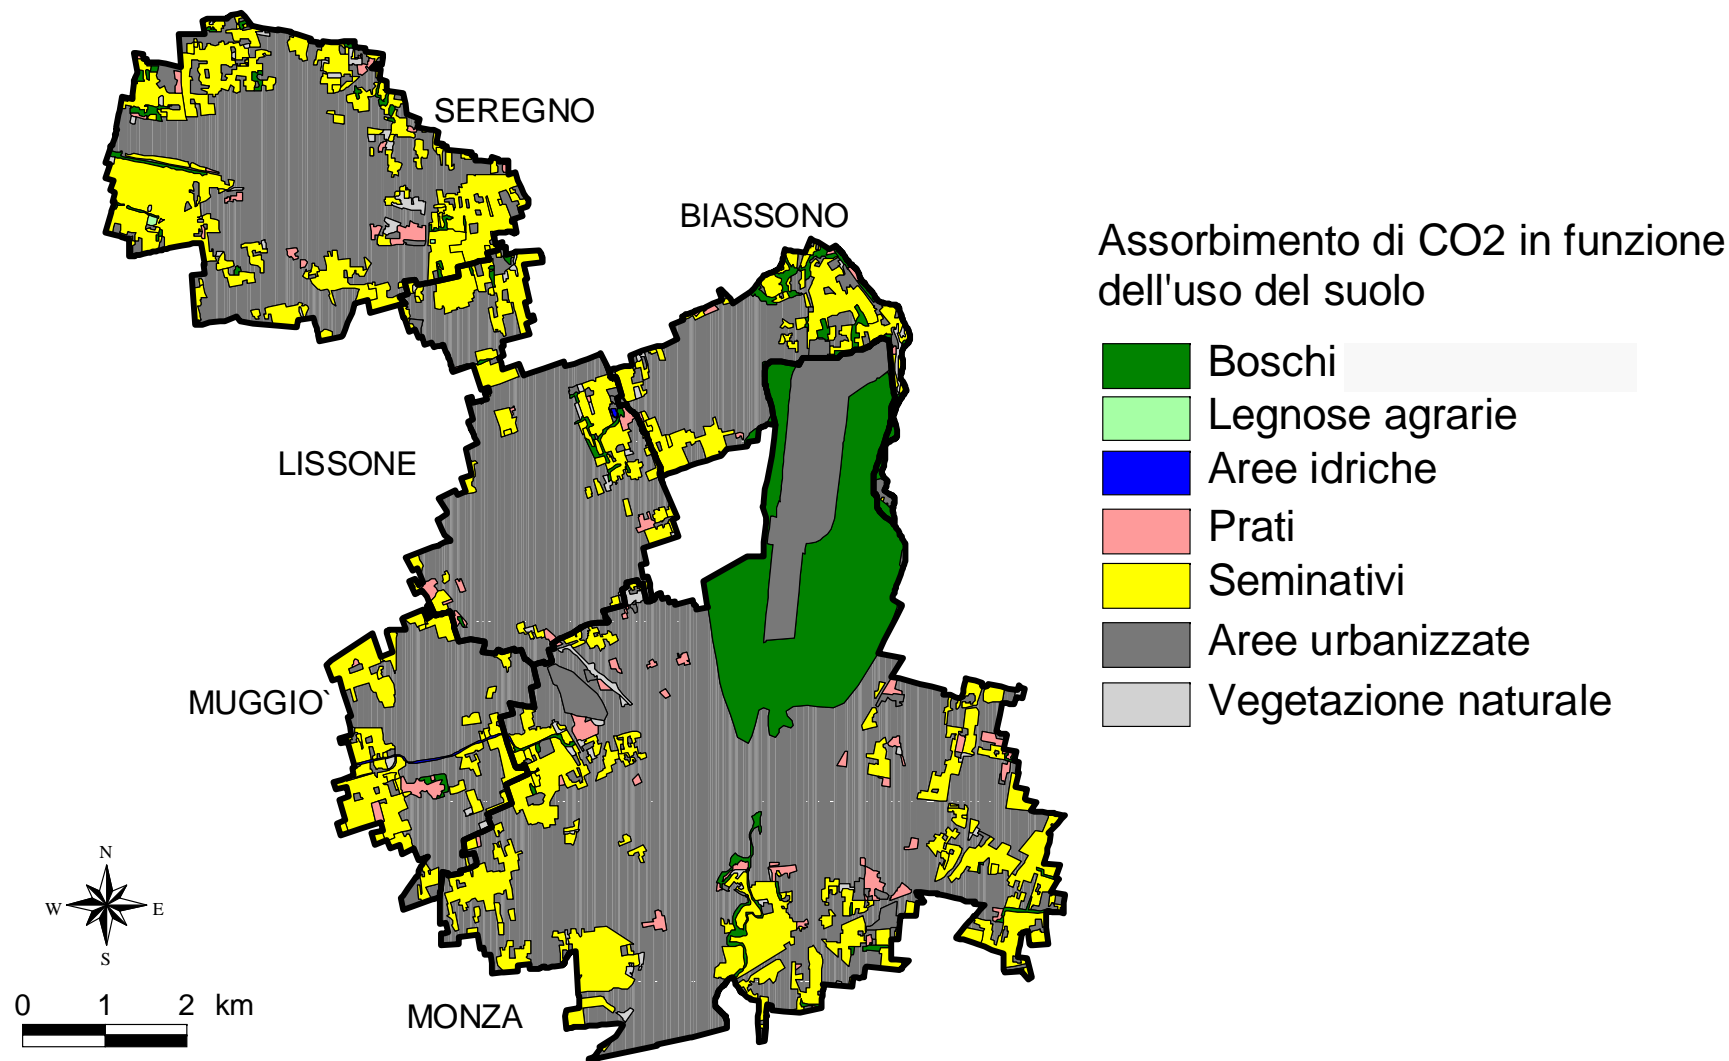 SEREGNO
BIASSONO
LISSONE
MUGGIO`
MONZA
Assorbimento di CO2 in funzione
dell'uso del suolo
Boschi
Legnose agrarie
Aree idriche
Prati
Seminativi
Aree urbanizzate
Vegetazione naturale
N
W E
S
0 1 2 km